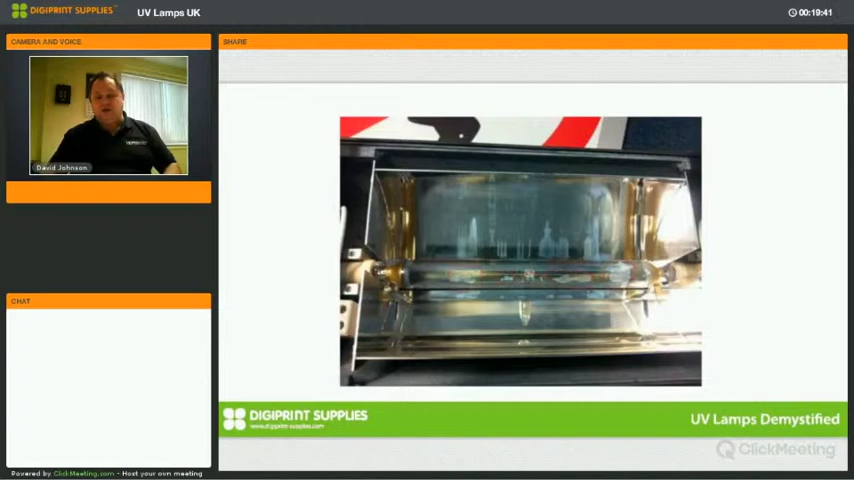 DIGIPRINT SUPPLIES
UV Lamps UK
00:19:41
CAMERA AND VOICE
SHARE
David Johnson
CHAT
DIGIPRINT SUPPLIES
www.digiprint-supplies.com
UV Lamps Demystified
ClickMeeting
Powered by ClickMeeting.com - Host your own meeting